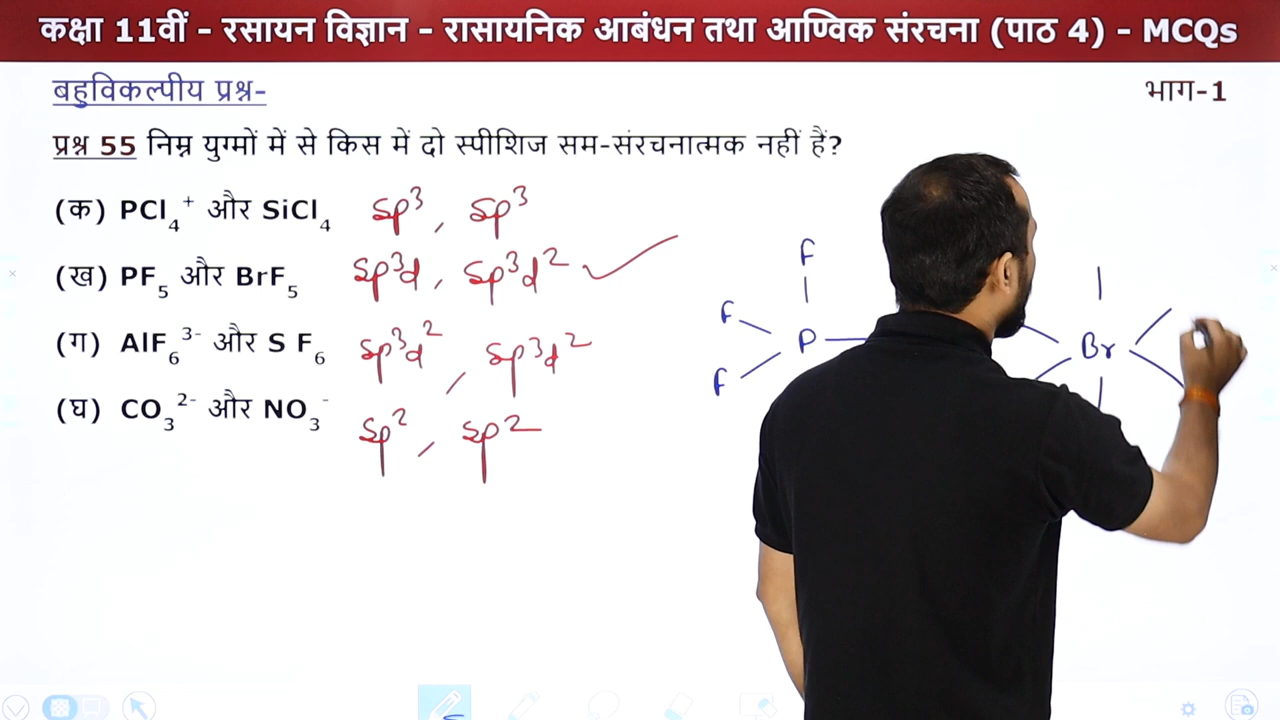 कक्षा 11वीं - रसायन विज्ञान - रासायनिक आबंधन तथा आण्विक संरचना (पाठ 4) - MCQs
बहुविकल्पीय प्रश्न- भाग-1
प्रश्न 55 निम्न युग्मों में से किस में दो स्पीशिज सम-संरचनात्मक नहीं हैं?
(क) PCl₄⁺ और SiCl₄ sp³, sp³
(ख) PF₅ और BrF₅ sp³d, sp³d² ✓
(ग) AlF₆³⁻ और S F₆ sp³d², sp³d²
(घ) CO₃²⁻ और NO₃⁻ sp², sp²
F
F
P Br
F